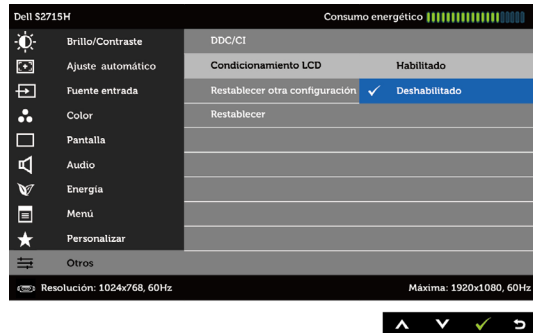 Dell S2715H Consumo energético
Brillo/Contraste DDC/CI
Ajuste automático Condicionamiento LCD Habilitado
Fuente entrada Restablecer otra configuración Deshabilitado
Color Restablecer
Pantalla
Audio
Energía
Menú
Personalizar
Otros
Resolución: 1024x768, 60Hz Máxima: 1920x1080, 60Hz